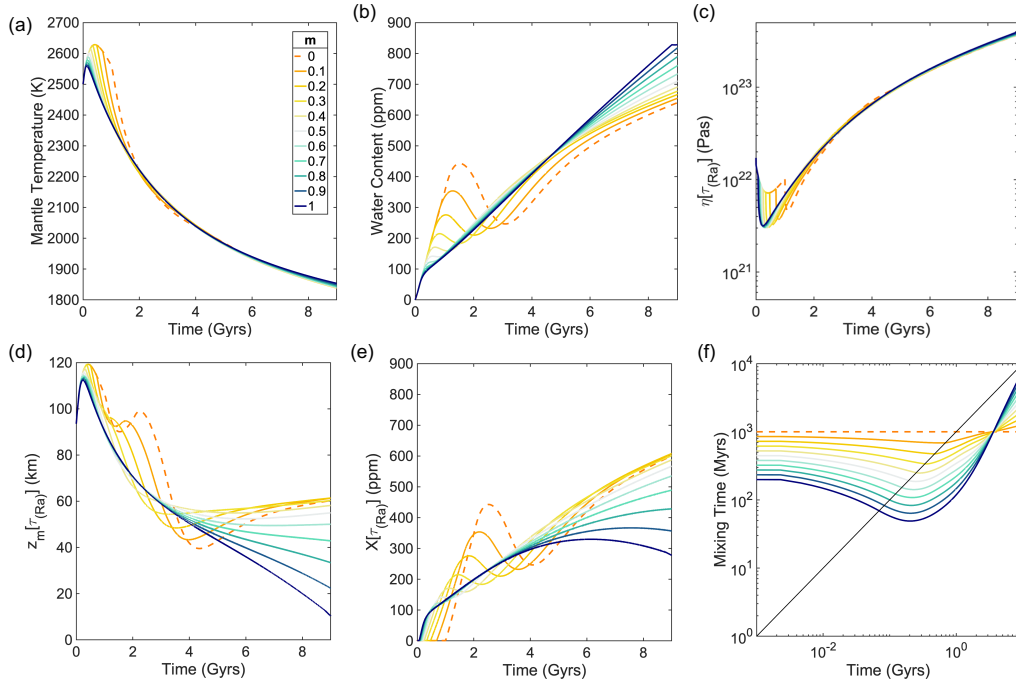 (a)
2700
2600
2500
2400
2300
2200
2100
2000
1900
1800
Mantle Temperature (K)
0 2 4 6 8
Time (Gyrs)
m
0
0.1
0.2
0.3
0.4
0.5
0.6
0.7
0.8
0.9
1
(b)
900
800
700
600
500
400
300
200
100
0
Water Content (ppm)
0 2 4 6 8
Time (Gyrs)
(c)
10^23
10^22
10^21
η[τ_(Ra)] (Pas)
0 2 4 6 8
Time (Gyrs)
(d)
120
100
80
60
40
20
0
z_m[τ_(Ra)] (km)
0 2 4 6 8
Time (Gyrs)
(e)
900
800
700
600
500
400
300
200
100
0
X[τ_(Ra)] (ppm)
0 2 4 6 8
Time (Gyrs)
(f)
10^4
10^3
10^2
10^1
10^0
Mixing Time (Myrs)
10^-2 10^0
Time (Gyrs)